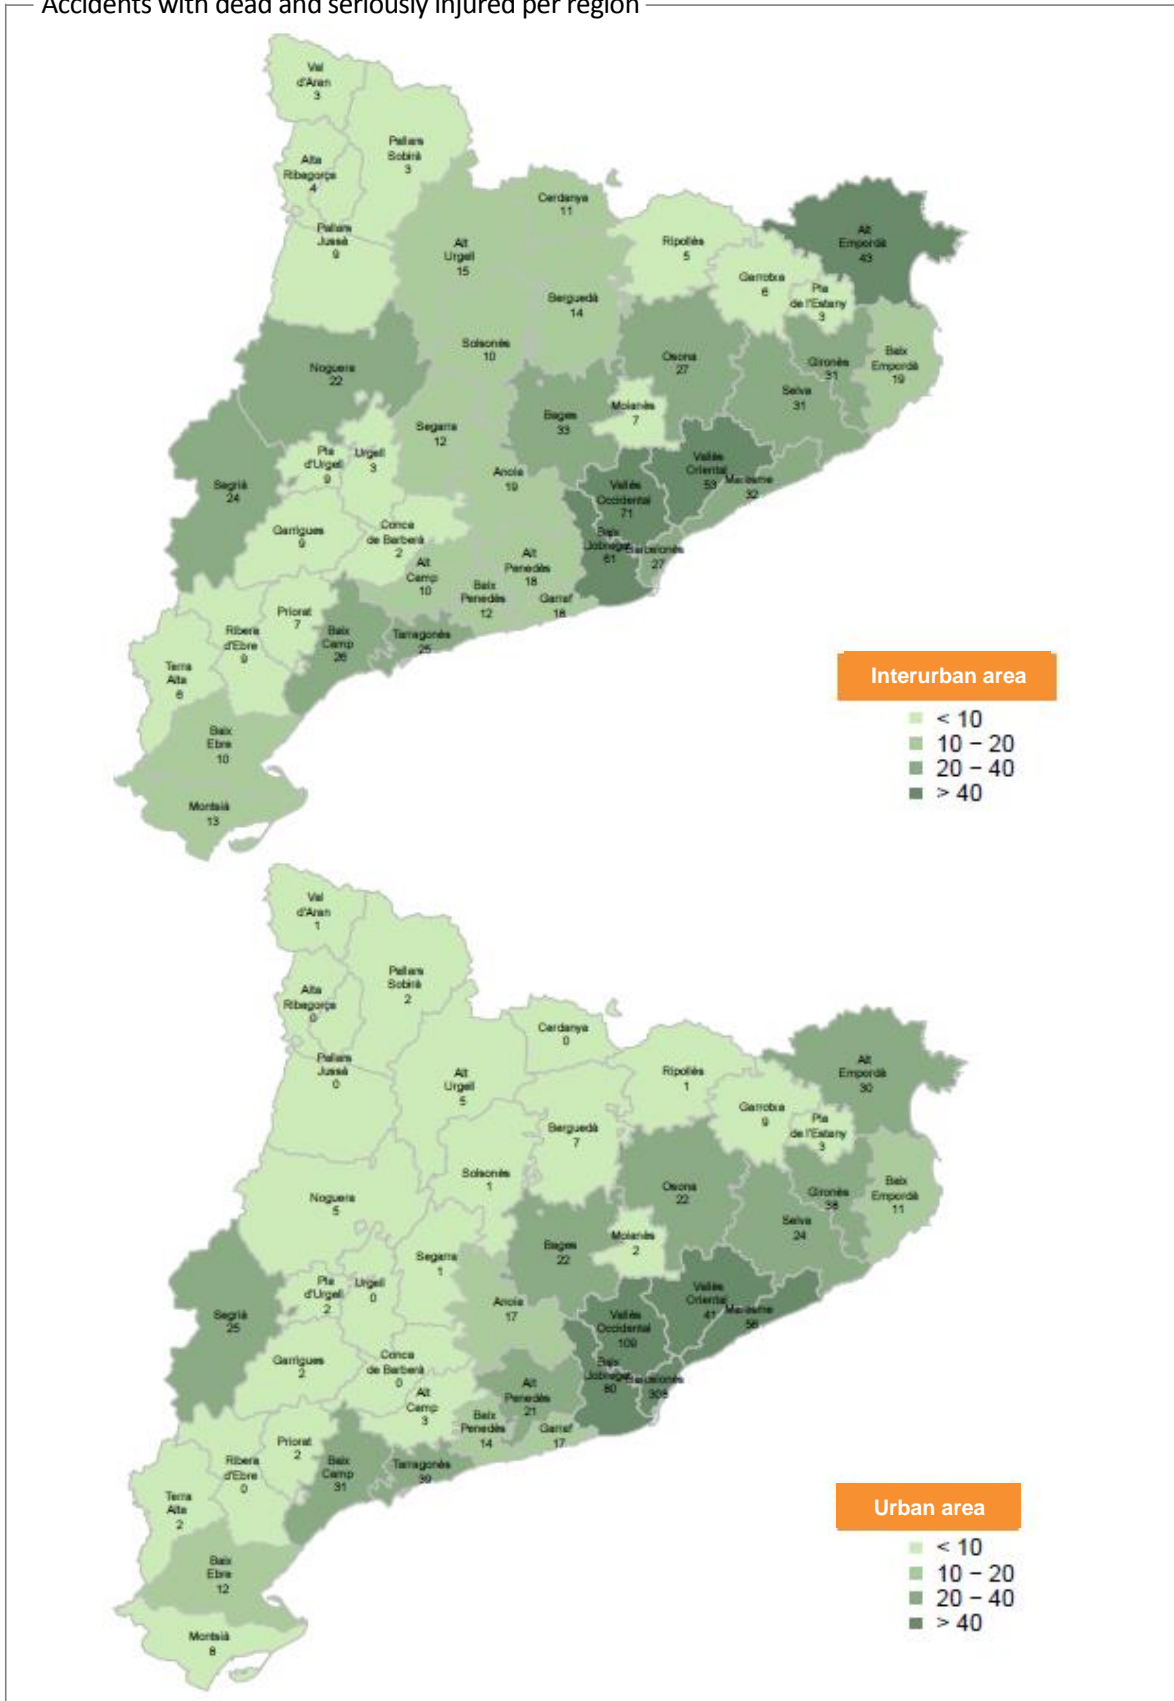 Accidents with dead and seriously injured per region
Val
d'Aran
3
Pallars
Sobirà
3
Alta
Ribagorça
4
Pallars
Jussà
9
Cerdanya
11
Alt
Urgell
15
Ripollès
5
Alt
Empordà
43
Garrotxa
6
Pla
de l'Estany
3
Berguedà
14
Solsonès
10
Noguera
22
Osona
27
Gironès
31
Baix
Empordà
19
Selva
31
Bages
33
Moianès
7
Segarra
12
Pla
d'Urgell
9
Urgell
3
Segrià
24
Anoia
19
Vallès
Oriental
53
Maresme
32
Vallès
Occidental
71
Garrigues
9
Conca
de Barberà
2
Baix
Llobregat
61
Barcelonès
27
Alt
Camp
10
Alt
Penedès
18
Baix
Penedès
12
Garraf
18
Priorat
7
Ribera
d'Ebre
9
Baix
Camp
26
Tarragonès
25
Terra
Alta
6
Baix
Ebre
10
Montsià
13
Interurban area
< 10
10 – 20
20 – 40
> 40
Val
d'Aran
1
Pallars
Sobirà
2
Alta
Ribagorça
0
Pallars
Jussà
0
Cerdanya
0
Alt
Urgell
5
Ripollès
1
Alt
Empordà
30
Garrotxa
9
Pla
de l'Estany
3
Berguedà
7
Solsonès
1
Noguera
5
Osona
22
Gironès
38
Baix
Empordà
11
Selva
24
Bages
22
Moianès
2
Segarra
1
Pla
d'Urgell
2
Urgell
0
Segrià
25
Anoia
17
Vallès
Oriental
41
Maresme
56
Vallès
Occidental
109
Garrigues
2
Conca
de Barberà
0
Baix
Llobregat
80
Barcelonès
Alt
Camp
3
Alt
Penedès
21
Baix
Penedès
14
Garraf
17
Priorat
2
Ribera
d'Ebre
0
Baix
Camp
31
Tarragonès
39
Terra
Alta
2
Baix
Ebre
12
Montsià
8
Urban area
< 10
10 – 20
20 – 40
> 40